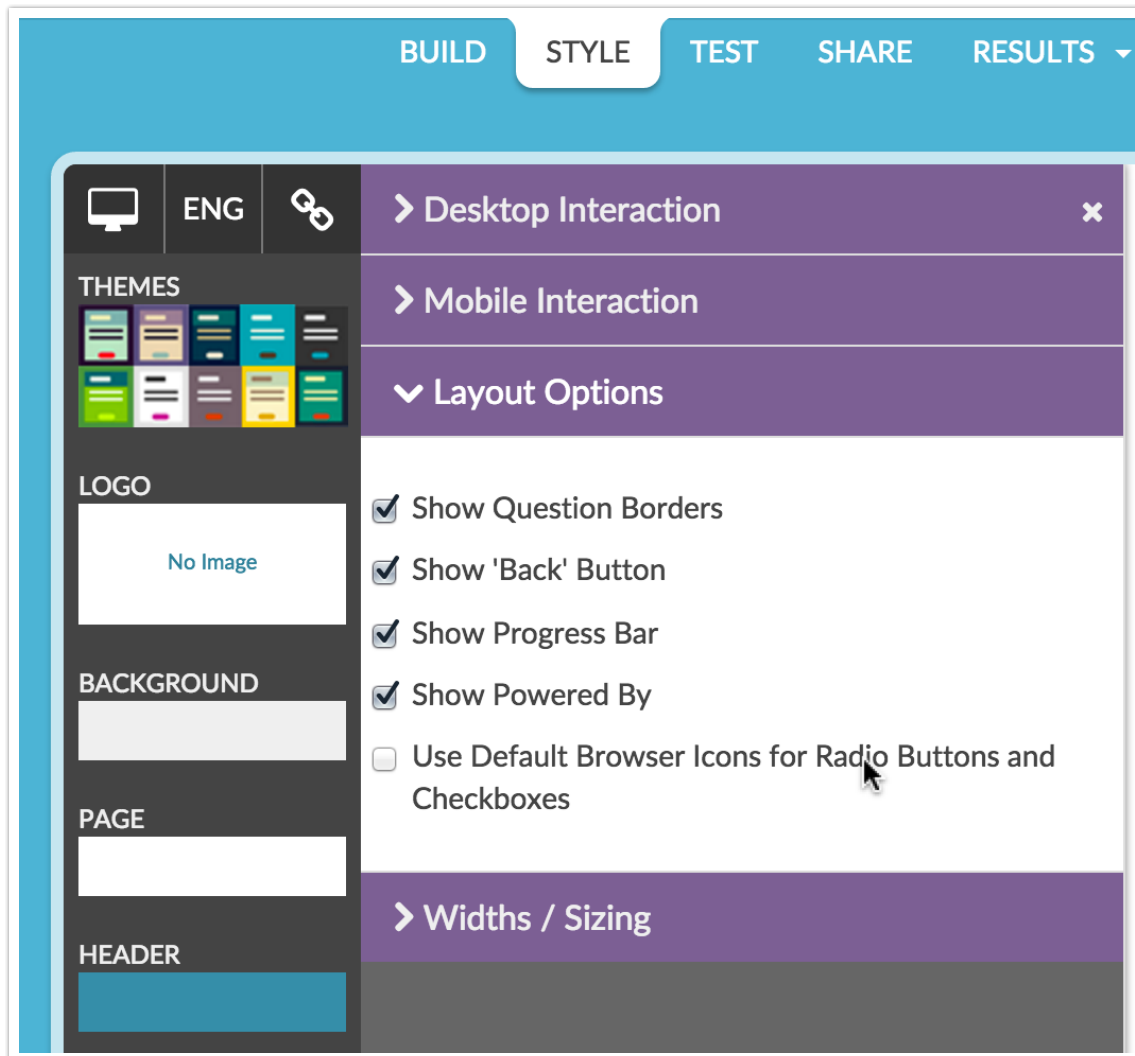 BUILD STYLE TEST SHARE RESULTS
ENG
Desktop Interaction
Mobile Interaction
Layout Options
Show Question Borders
Show 'Back' Button
Show Progress Bar
Show Powered By
Use Default Browser Icons for Radio Buttons and
Checkboxes
Widths / Sizing
THEMES
LOGO
No Image
BACKGROUND
PAGE
HEADER